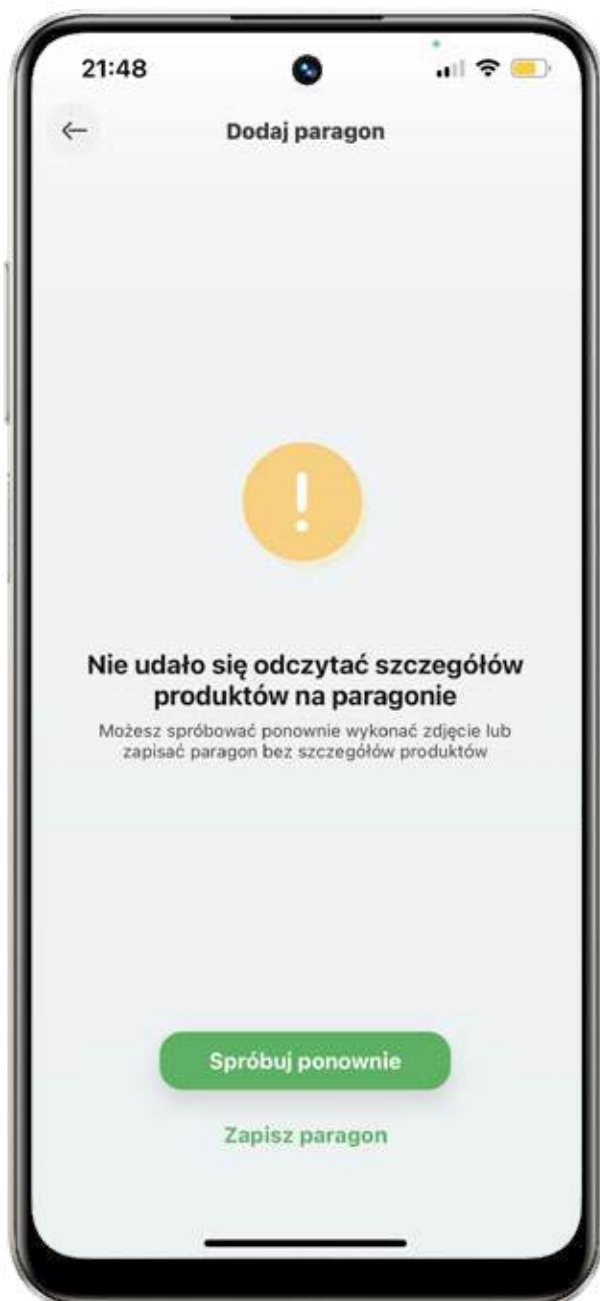 21:48
Dodaj paragon
Nie udało się odczytać szczegółów
produktów na paragonie
Możesz spróbować ponownie wykonać zdjęcie lub
zapisać paragon bez szczegółów produktów
Spróbuj ponownie
Zapisz paragon